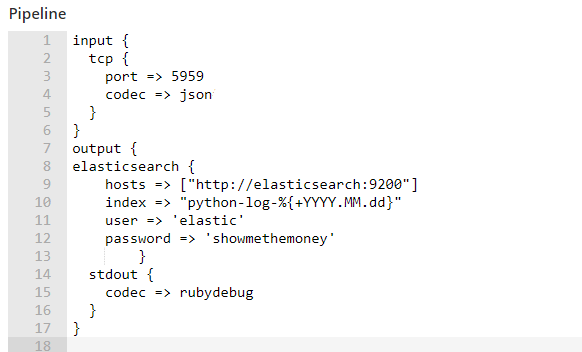 Pipeline
1 input {
2   tcp {
3     port => 5959
4     codec => json
5   }
6 }
7 output {
8 elasticsearch {
9     hosts => ["http://elasticsearch:9200"]
10     index => "python-log-%{+YYYY.MM.dd}"
11     user => 'elastic'
12     password => 'showmethemoney'
13         }
14   stdout {
15     codec => rubydebug
16   }
17 }
18